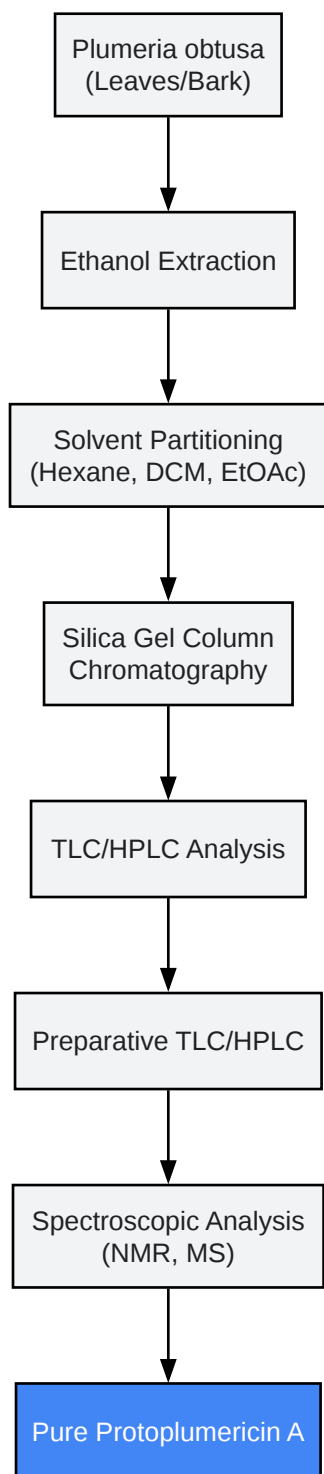 Plumeria obtusa
(Leaves/Bark)
Ethanol Extraction
Solvent Partitioning
(Hexane, DCM, EtOAc)
Silica Gel Column
Chromatography
TLC/HPLC Analysis
Preparative TLC/HPLC
Spectroscopic Analysis
(NMR, MS)
Pure Protoplumericin A